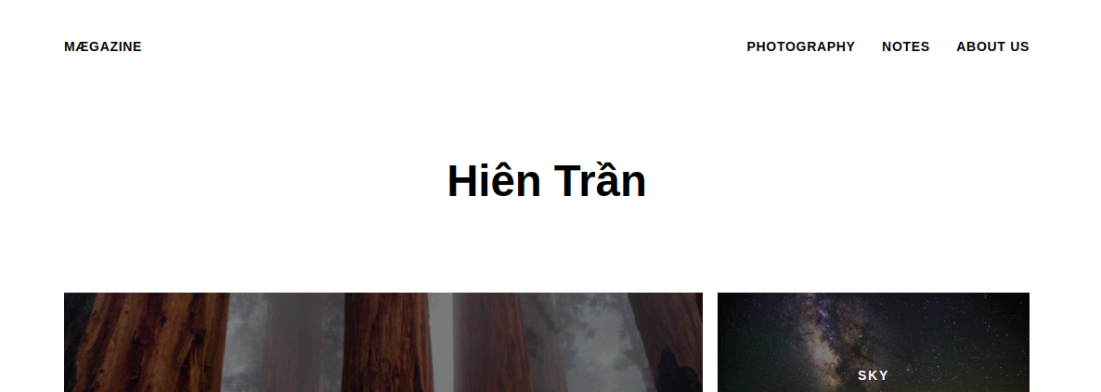 MÆGAZINE
PHOTOGRAPHY NOTES ABOUT US
Hiên Trần
SKY